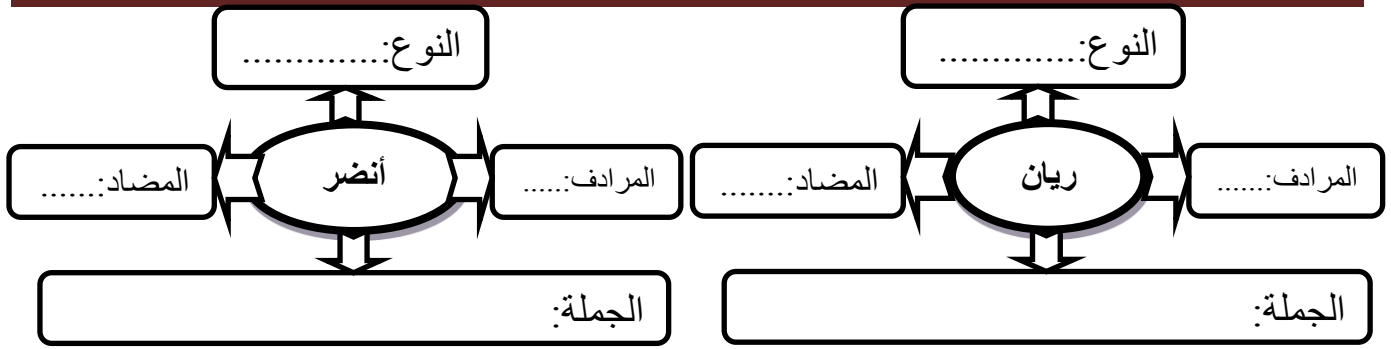 النوع:.............
النوع:.............
المرادف:......
ريان
المضاد:.......
المرادف:.....
أنضر
المضاد:......
الجملة:
الجملة: